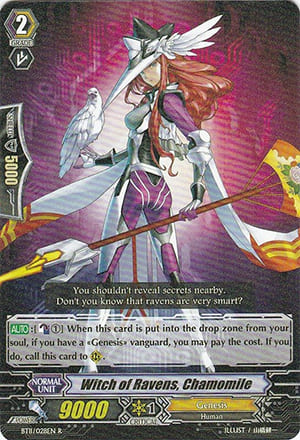 2
GRADE
5000
You shouldn't reveal secrets nearby.
Don't you know that ravens are very smart?
AUTO : [ 1 ] When this card is put into the drop zone from your
soul, if you have a «Genesis» vanguard, you may pay the cost. If you
do, call this card to R.
NORMAL
UNIT
Witch of Ravens, Chamomile
POWER
9000
1
CRITICAL
Genesis
Human
BT11/028EN R
ILLUST /